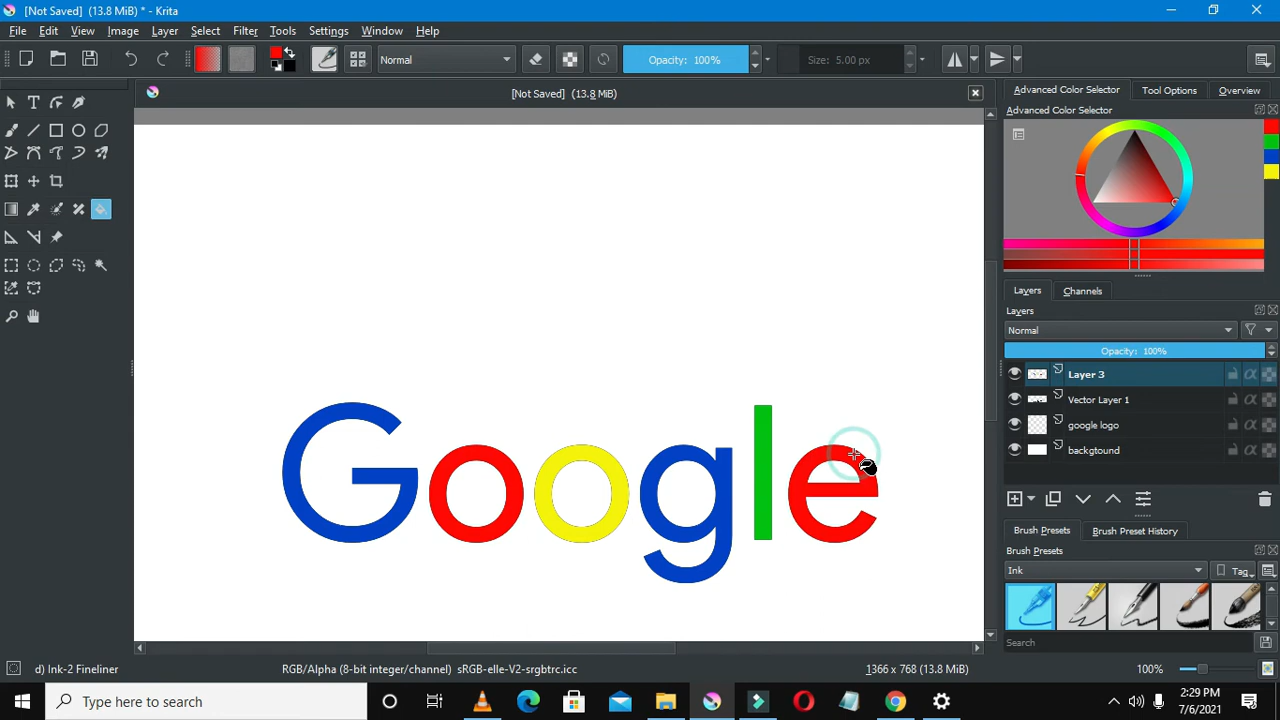 [Not Saved] (13.8 MiB) * - Krita
File Edit View Image Layer Select Filter Tools Settings Window Help
Normal
Opacity: 100%
Size: 5.00 px
[Not Saved] (13.8 MiB)
Advanced Color Selector Tool Options Overview
Advanced Color Selector
Google
Layers Channels
Layers
Normal
Opacity: 100%
Layer 3
Vector Layer 1
google logo
backgtound
Brush Presets Brush Preset History
Brush Presets
Ink Tag
Search
d) Ink-2 Fineliner RGB/Alpha (8-bit integer/channel) sRGB-elle-V2-srgbtrc.icc 1366 x 768 (13.8 MiB) 100%
Type here to search
2:29 PM
7/6/2021